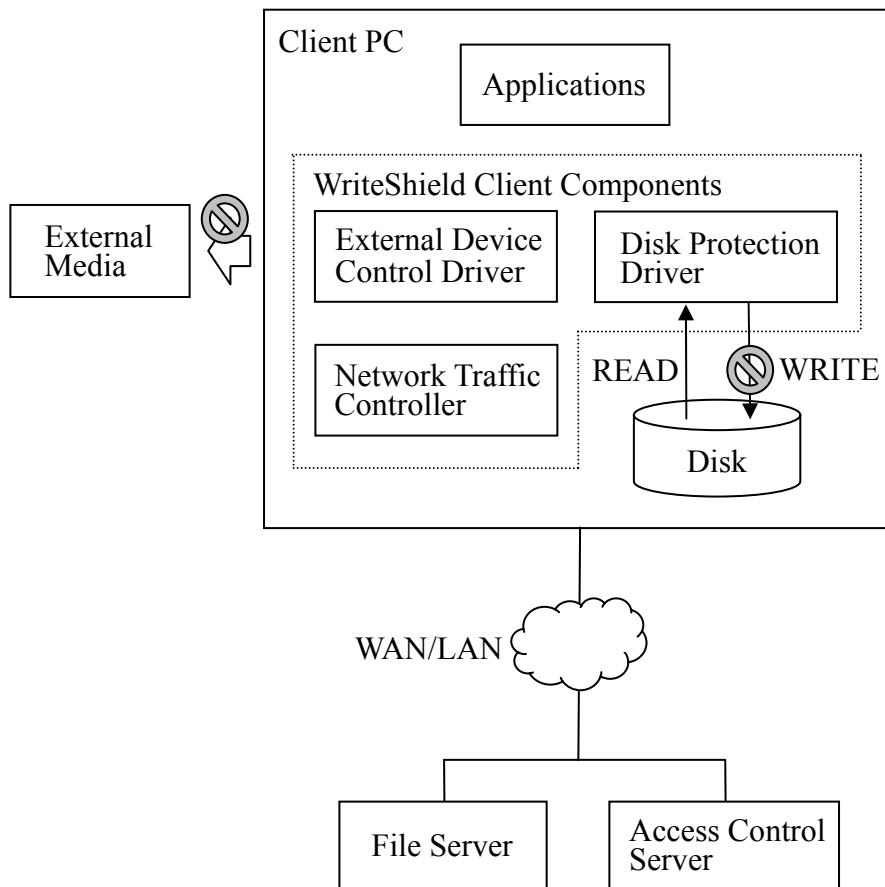 Client PC
Applications
WriteShield Client Components
External
Media
External Device
Control Driver
Disk Protection
Driver
Network Traffic
Controller
READ
WRITE
Disk
WAN/LAN
File Server
Access Control
Server